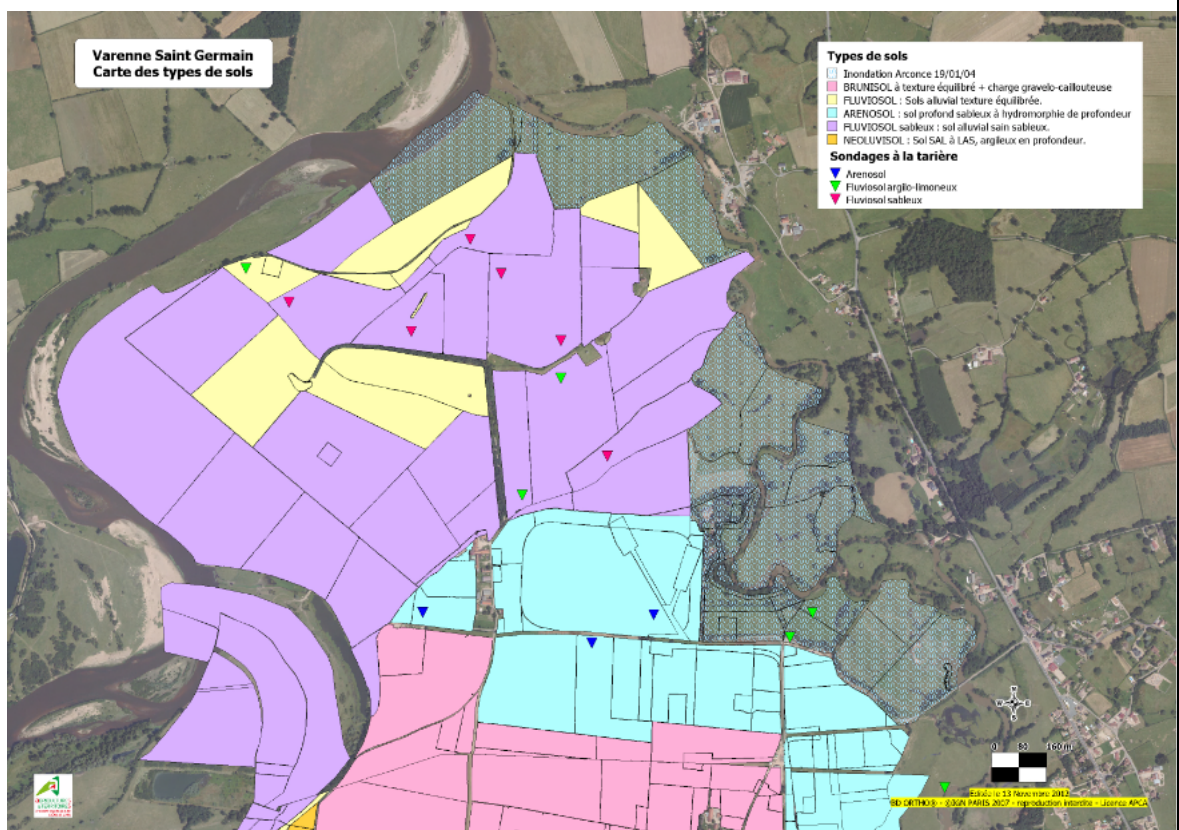 Varenne Saint Germain
Carte des types de sols
Types de sols
Inondation Arconce 19/01/04
BRUNISOL à texture équilibré + charge gravelo-caillouteuse
FLUVIOSOL : Sols alluvial texture équilibrée.
ARENOSOL : sol profond sableux à hydromorphie de profondeur
FLUVIOSOL sableux : sol alluvial sain sableux.
NEOLUVISOL : Sol SAL à LAS, argileux en profondeur.
Sondages à la tarière
Arenosol
Fluviosol argilo-limoneux
Fluviosol sableux
N
W E
S
0 80 160 m
Editée le 13 Novembre 2012
BD ORTHO® - ©IGN PARIS 2007 - reproduction interdite - Licence APCA